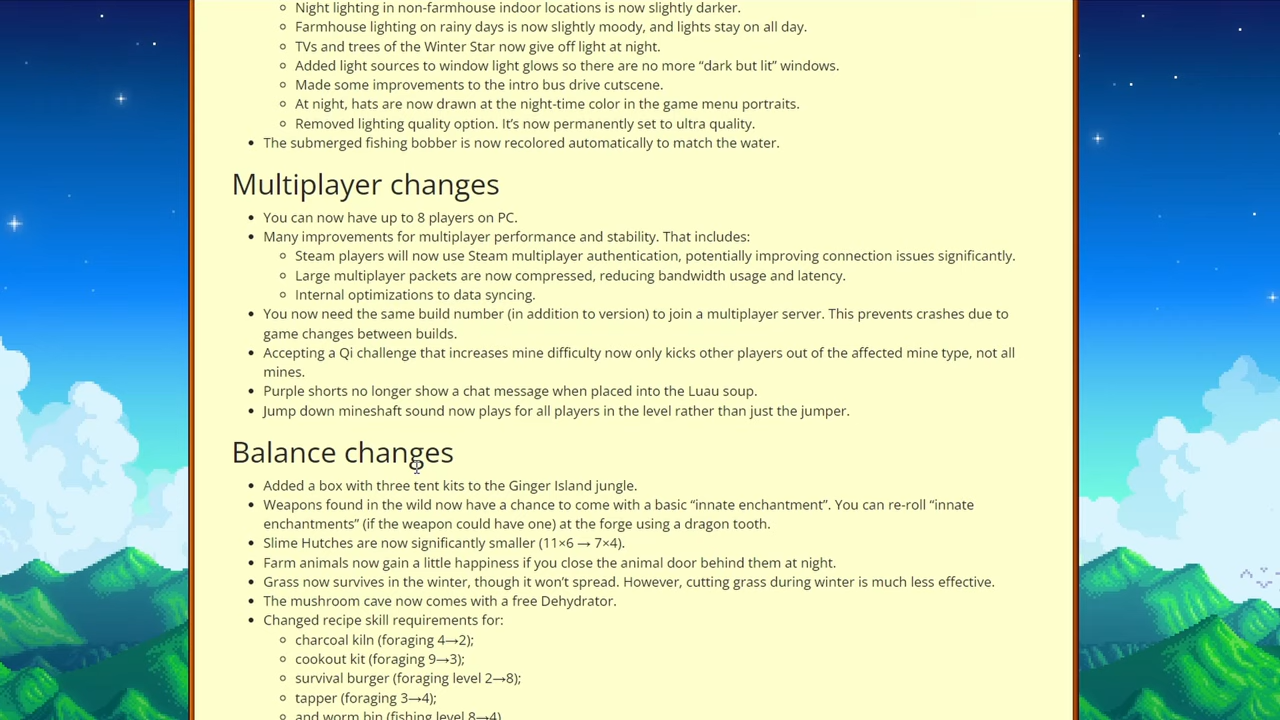 Night lighting in non-farmhouse indoor locations is now slightly darker.
Farmhouse lighting on rainy days is now slightly moody, and lights stay on all day.
TVs and trees of the Winter Star now give off light at night.
Added light sources to window light glows so there are no more “dark but lit” windows.
Made some improvements to the intro bus drive cutscene.
At night, hats are now drawn at the night-time color in the game menu portraits.
Removed lighting quality option. It’s now permanently set to ultra quality.
The submerged fishing bobber is now recolored automatically to match the water.
Multiplayer changes
You can now have up to 8 players on PC.
Many improvements for multiplayer performance and stability. That includes:
Steam players will now use Steam multiplayer authentication, potentially improving connection issues significantly.
Large multiplayer packets are now compressed, reducing bandwidth usage and latency.
Internal optimizations to data syncing.
You now need the same build number (in addition to version) to join a multiplayer server. This prevents crashes due to
game changes between builds.
Accepting a Qi challenge that increases mine difficulty now only kicks other players out of the affected mine type, not all
mines.
Purple shorts no longer show a chat message when placed into the Luau soup.
Jump down mineshaft sound now plays for all players in the level rather than just the jumper.
Balance changes
Added a box with three tent kits to the Ginger Island jungle.
Weapons found in the wild now have a chance to come with a basic “innate enchantment”. You can re-roll “innate
enchantments” (if the weapon could have one) at the forge using a dragon tooth.
Slime Hutches are now significantly smaller (11×6 → 7×4).
Farm animals now gain a little happiness if you close the animal door behind them at night.
Grass now survives in the winter, though it won’t spread. However, cutting grass during winter is much less effective.
The mushroom cave now comes with a free Dehydrator.
Changed recipe skill requirements for:
charcoal kiln (foraging 4→2);
cookout kit (foraging 9→3);
survival burger (foraging level 2→8);
tapper (foraging 3→4);
and worm bin (fishing level 8→4)